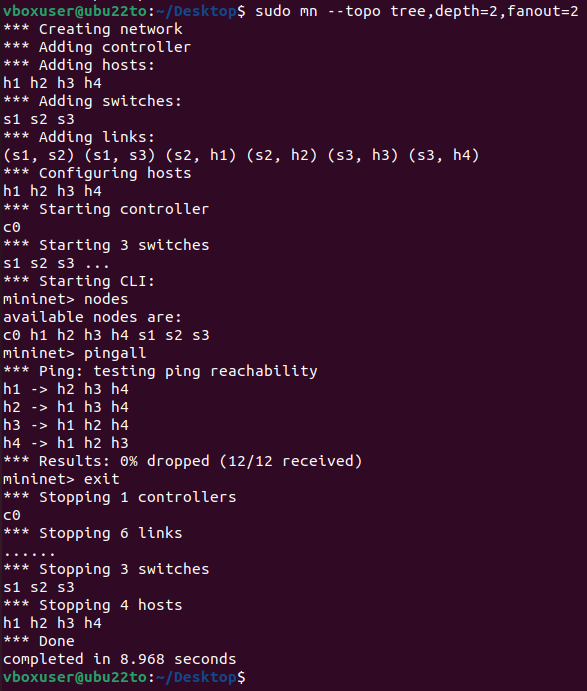 vboxuser@ubu22to:~/Desktop$ sudo mn --topo tree,depth=2,fanout=2
*** Creating network
*** Adding controller
*** Adding hosts:
h1 h2 h3 h4
*** Adding switches:
s1 s2 s3
*** Adding links:
(s1, s2) (s1, s3) (s2, h1) (s2, h2) (s3, h3) (s3, h4)
*** Configuring hosts
h1 h2 h3 h4
*** Starting controller
c0
*** Starting 3 switches
s1 s2 s3 ...
*** Starting CLI:
mininet> nodes
available nodes are:
c0 h1 h2 h3 h4 s1 s2 s3
mininet> pingall
*** Ping: testing ping reachability
h1 -> h2 h3 h4
h2 -> h1 h3 h4
h3 -> h1 h2 h4
h4 -> h1 h2 h3
*** Results: 0% dropped (12/12 received)
mininet> exit
*** Stopping 1 controllers
c0
*** Stopping 6 links
......
*** Stopping 3 switches
s1 s2 s3
*** Stopping 4 hosts
h1 h2 h3 h4
*** Done
completed in 8.968 seconds
vboxuser@ubu22to:~/Desktop$